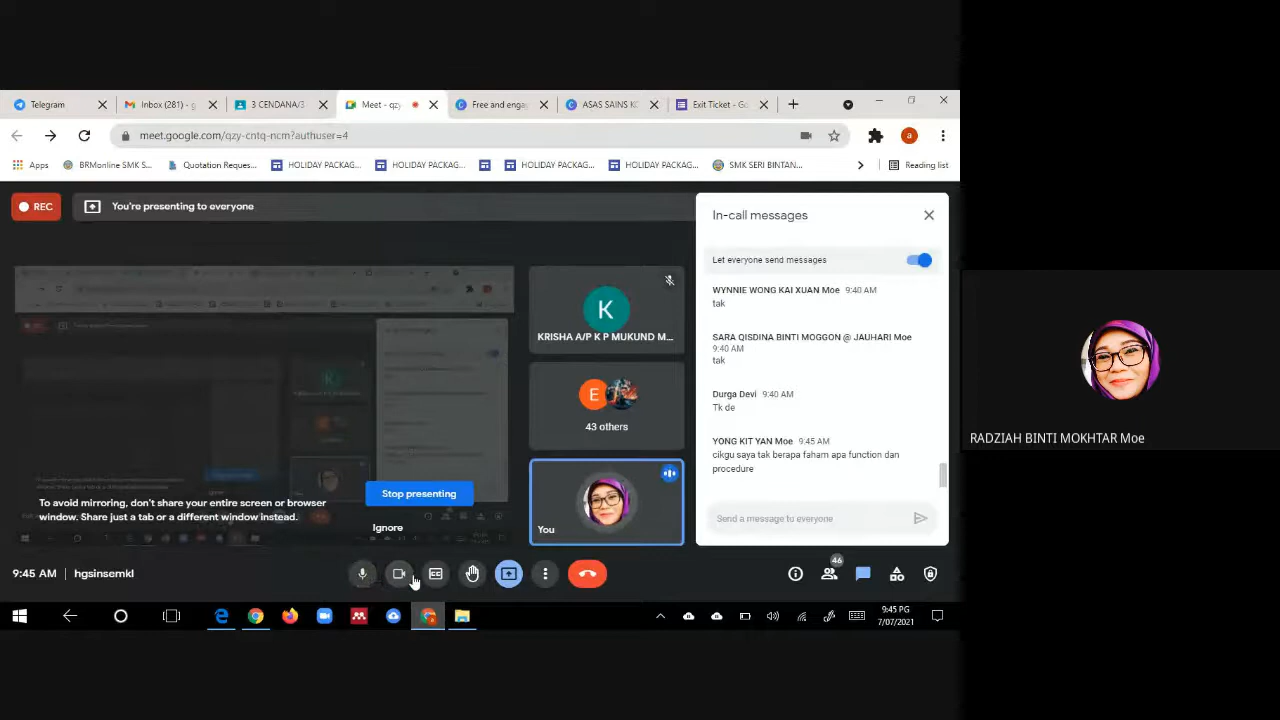 Telegram
Inbox (281) - g
3 CENDANA/3
Meet - qzy
Free and enga
ASAS SAINS KO
Exit Ticket - Go
meet.google.com/qzy-cntq-ncm?authuser=4
a
Apps
BRMonline SMK S...
Quotation Reques...
HOLIDAY PACKAG...
HOLIDAY PACKAG...
HOLIDAY PACKAG...
HOLIDAY PACKAG...
SMK SERI BINTAN...
Reading list
REC
You're presenting to everyone
In-call messages
Let everyone send messages
WYNNIE WONG KAI XUAN Moe 9:40 AM
tak
SARA QISDINA BINTI MOGGON @ JAUHARI Moe
9:40 AM
tak
Durga Devi 9:40 AM
Tk de
YONG KIT YAN Moe 9:45 AM
cikgu saya tak berapa faham apa function dan
procedure
Send a message to everyone
K
KRISHA A/P K P MUKUND M...
E
43 others
You
To avoid mirroring, don't share your entire screen or browser
window. Share just a tab or a different window instead.
Stop presenting
Ignore
9:45 AM | hgsinsemkl
46
9:45 PG
7/07/2021
RADZIAH BINTI MOKHTAR Moe